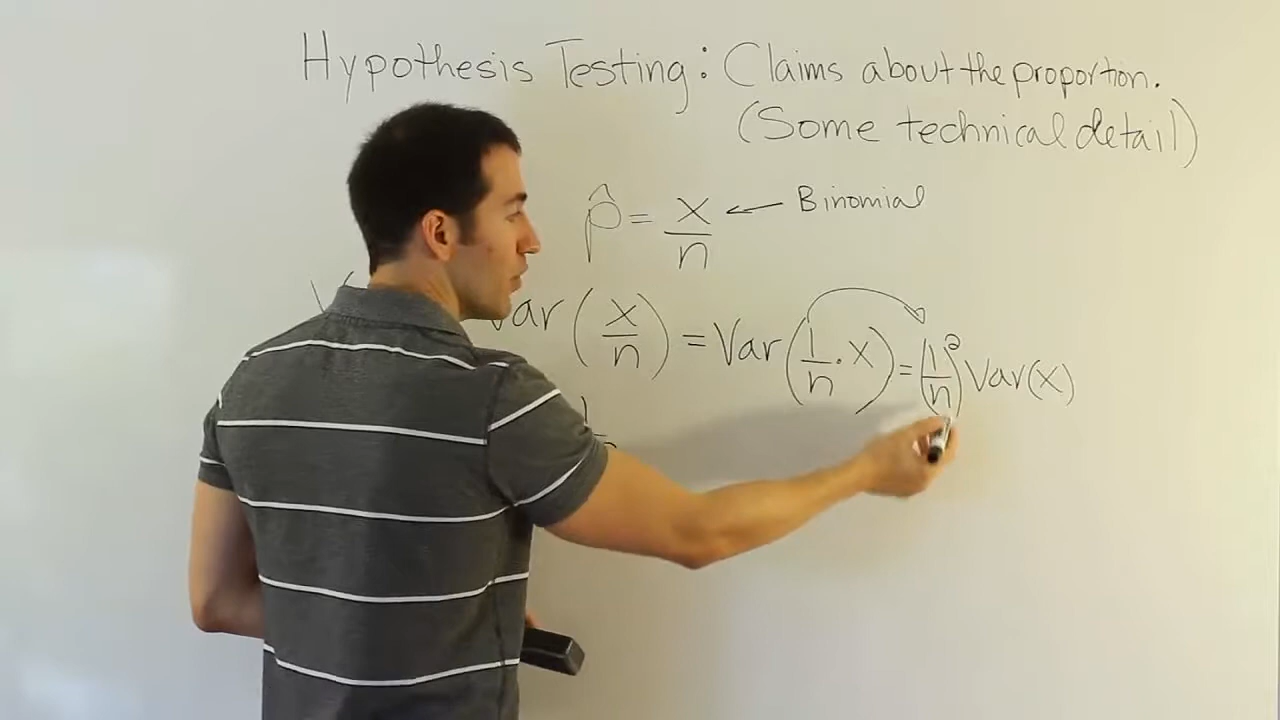 Hypothesis Testing: Claims about the proportion.
(Some technical detail)
p̂ = x/n ← Binomial
Var(x/n) = Var(1/n · x) = (1/n)² Var(x)